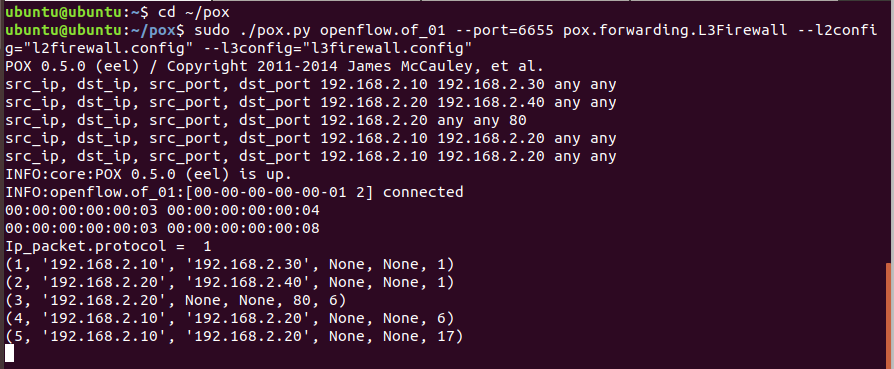 ubuntu@ubuntu:~$ cd ~/pox
ubuntu@ubuntu:~/pox$ sudo ./pox.py openflow.of_01 --port=6655 pox.forwarding.L3Firewall --l2confi
g="l2firewall.config" --l3config="l3firewall.config"
POX 0.5.0 (eel) / Copyright 2011-2014 James McCauley, et al.
src_ip, dst_ip, src_port, dst_port 192.168.2.10 192.168.2.30 any any
src_ip, dst_ip, src_port, dst_port 192.168.2.20 192.168.2.40 any any
src_ip, dst_ip, src_port, dst_port 192.168.2.20 any any 80
src_ip, dst_ip, src_port, dst_port 192.168.2.10 192.168.2.20 any any
src_ip, dst_ip, src_port, dst_port 192.168.2.10 192.168.2.20 any any
INFO:core:POX 0.5.0 (eel) is up.
INFO:openflow.of_01:[00-00-00-00-00-01 2] connected
00:00:00:00:00:03 00:00:00:00:00:04
00:00:00:00:00:03 00:00:00:00:00:08
Ip_packet.protocol =  1
(1, '192.168.2.10', '192.168.2.30', None, None, 1)
(2, '192.168.2.20', '192.168.2.40', None, None, 1)
(3, '192.168.2.20', None, None, 80, 6)
(4, '192.168.2.10', '192.168.2.20', None, None, 6)
(5, '192.168.2.10', '192.168.2.20', None, None, 17)